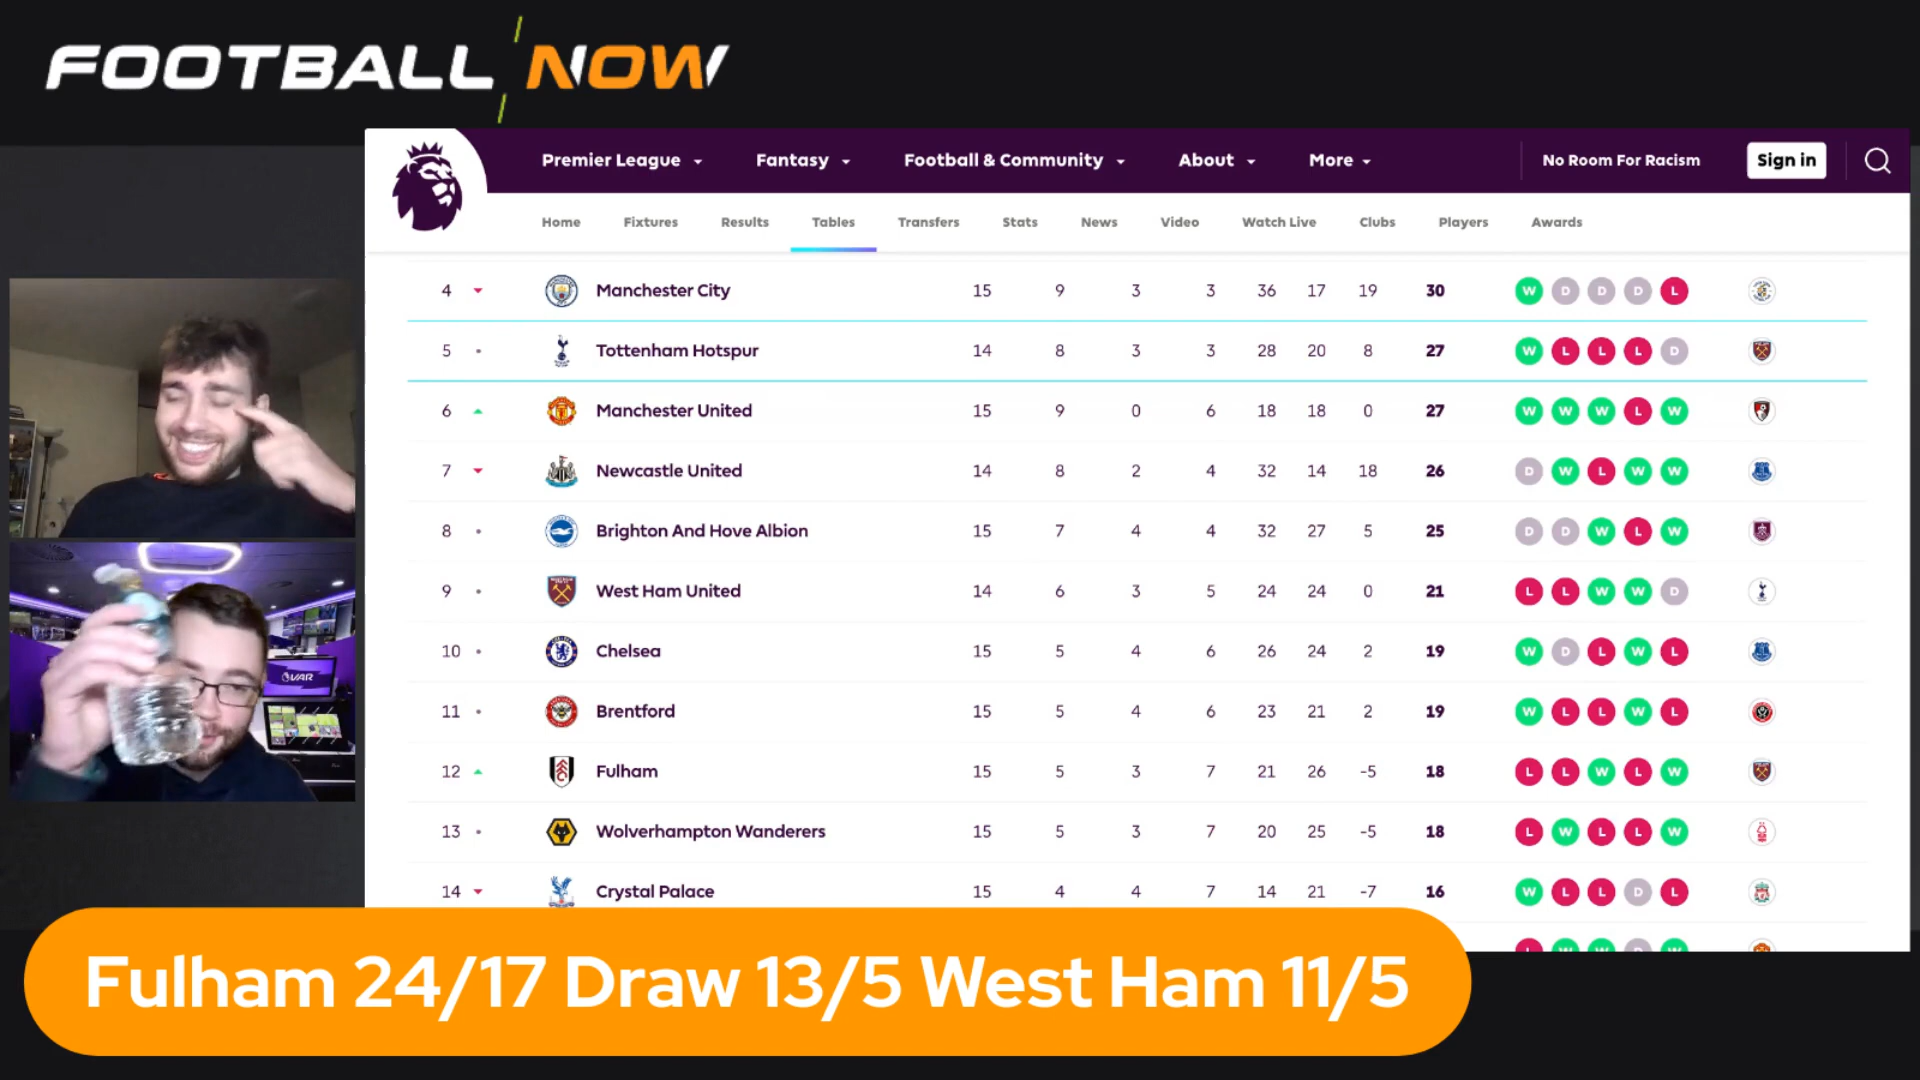 FOOTBALL NOW
Premier League Fantasy Football & Community About More No Room For Racism Sign in
Home Fixtures Results Tables Transfers Stats News Video Watch Live Clubs Players Awards
4 Manchester City 15 9 3 3 36 17 19 30 W D D D L
5 Tottenham Hotspur 14 8 3 3 28 20 8 27 W L L L D
6 Manchester United 15 9 0 6 18 18 0 27 W W W L W
7 Newcastle United 14 8 2 4 32 14 18 26 D W L W W
8 Brighton And Hove Albion 15 7 4 4 32 27 5 25 D D W L W
9 West Ham United 14 6 3 5 24 24 0 21 L L W W D
10 Chelsea 15 5 4 6 26 24 2 19 W D L W L
11 Brentford 15 5 4 6 23 21 2 19 W L L W L
12 Fulham 15 5 3 7 21 26 -5 18 L L W L W
13 Wolverhampton Wanderers 15 5 3 7 20 25 -5 18 L W L L W
14 Crystal Palace 15 4 4 7 14 21 -7 16 W L L D L
L W W D W
VAR
Fulham 24/17 Draw 13/5 West Ham 11/5